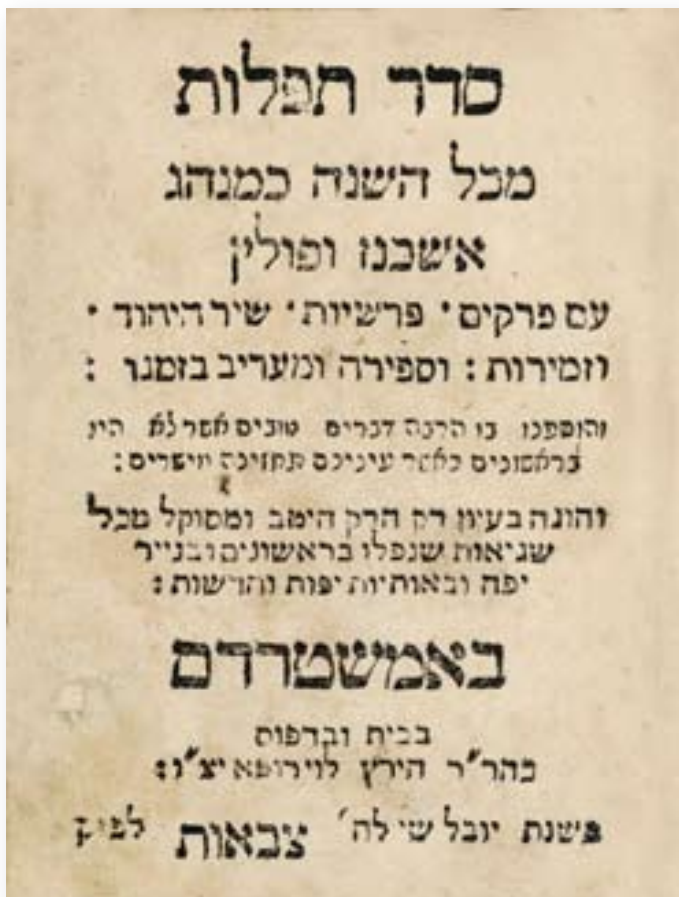 סדר תפלות
מכל השנה כמנהג
אשכנז ופולין
עם פרקים · פרשיות · שיר היחוד ·
וזמירות : וספירה ומעריב בזמנו :
והוספנו בו הרבה דברים טובים אשר לא היו
בראשונים כאשר עיניכם תחזינה מישרים :
והוגה בעיון דק הדק היטב ומסוקל מכל
שגיאות שנפלו בראשונים ובנייר
יפה ובאותיות יפות וחדשות :
באמשטרדם
בבית ובדפוס
כהר״ר הירץ לוי רופא יצ״ו :
בשנת יובל שי לה׳ צבאות לפ״ק